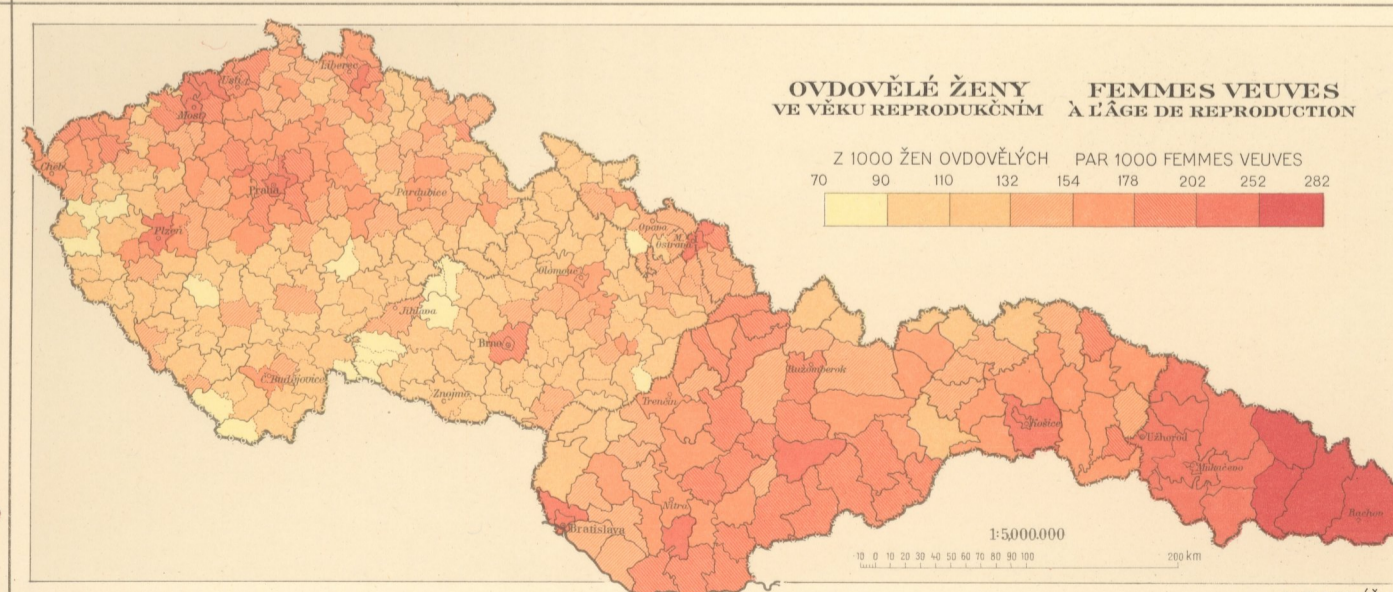 OVDOVĚLÉ ŽENY
VE VĚKU REPRODUKČNÍM
FEMMES VEUVES
À L'ÂGE DE REPRODUCTION
Z 1000 ŽEN OVDOVĚLÝCH PAR 1000 FEMMES VEUVES
70 90 110 132 154 178 202 252 282
Liberec
Ústí
Most
Cheb
Praha
Pardubice
Plzeň
Opava
M. Ostrava
Olomouc
Jihlava
Brno
Č. Budějovice
Znojmo
Ružomberok
Trenčín
Košice
Užhorod
Mukačevo
Nitra
Bratislava
1:5,000.000
10 0 10 20 30 40 50 60 70 80 90 100 200 km